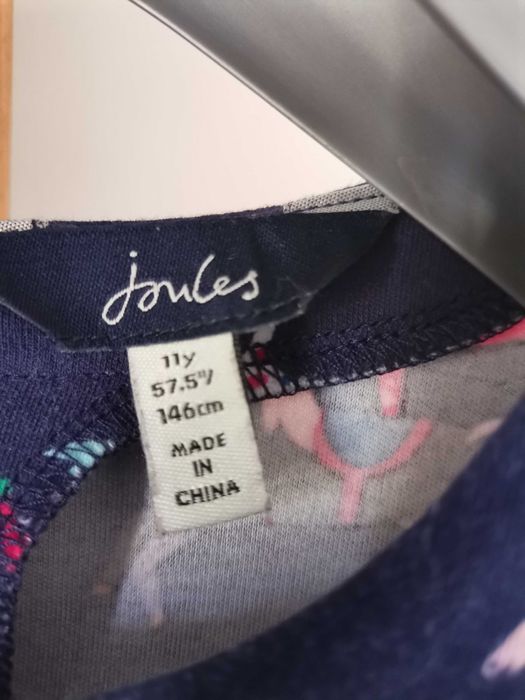 joules
11y
57.5"/
146cm
MADE
IN
CHINA